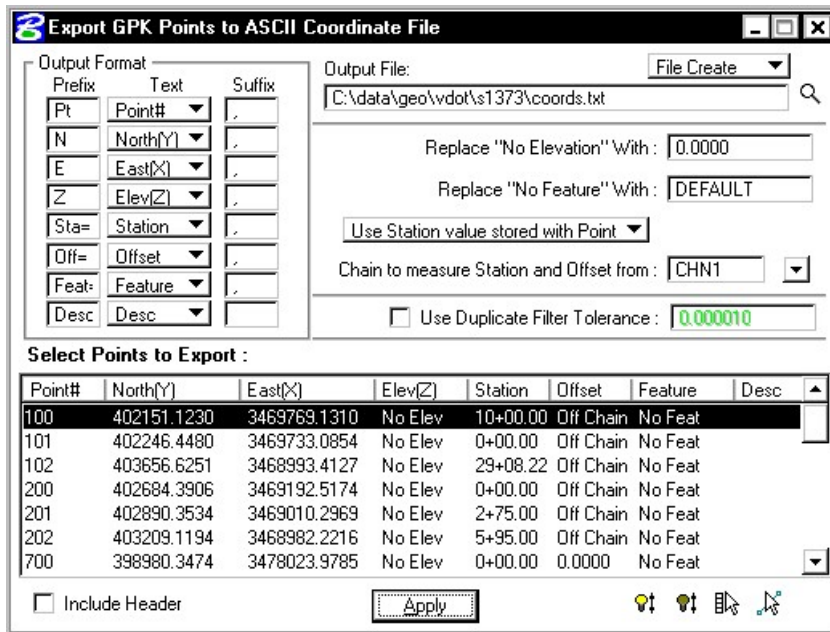 Export GPK Points to ASCII Coordinate File
Output Format
Prefix Text Suffix
Pt Point# ,
N North(Y) ,
E East(X) ,
Z Elev(Z) ,
Sta= Station ,
Off= Offset ,
Feat= Feature ,
Desc Desc
Output File: File Create
C:\data\geo\vdot\s1373\coords.txt
Replace "No Elevation" With : 0.0000
Replace "No Feature" With : DEFAULT
Use Station value stored with Point
Chain to measure Station and Offset from : CHN1
Use Duplicate Filter Tolerance : 0.000010
Select Points to Export :
Point# North(Y) East(X) Elev(Z) Station Offset Feature Desc
100 402151.1230 3469769.1310 No Elev 10+00.00 Off Chain No Feat
101 402246.4480 3469733.0854 No Elev 0+00.00 Off Chain No Feat
102 403656.6251 3468993.4127 No Elev 29+08.22 Off Chain No Feat
200 402684.3906 3469192.5174 No Elev 0+00.00 Off Chain No Feat
201 402890.3534 3469010.2969 No Elev 2+75.00 Off Chain No Feat
202 403209.1194 3468982.2216 No Elev 5+95.00 Off Chain No Feat
700 398980.3474 3478023.9785 No Elev 0+00.00 0.0000 No Feat
Include Header Apply